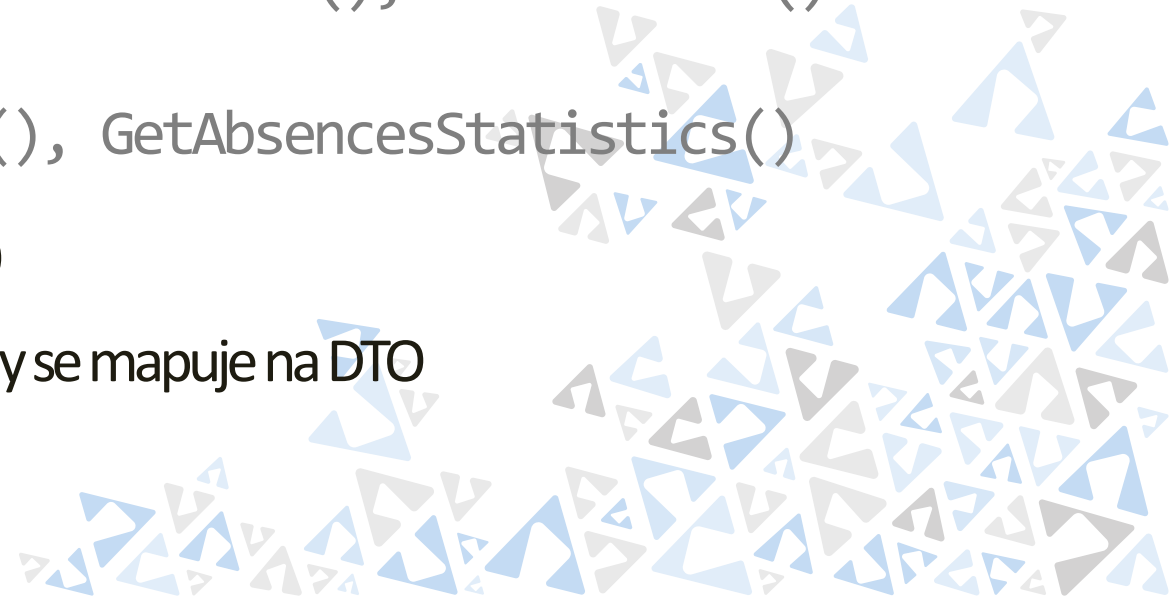 (), GetAbsencesStatistics()
)
y se mapuje na DTO